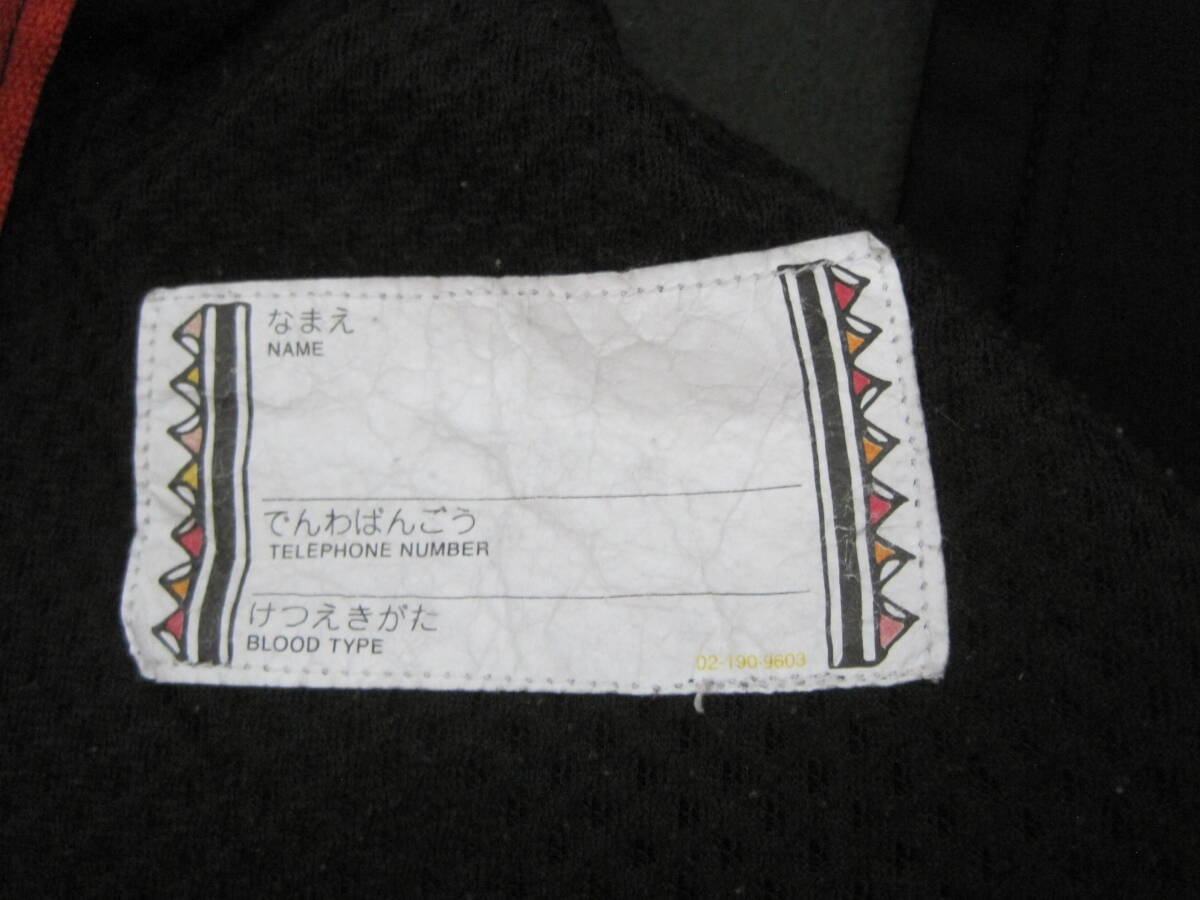 なまえ
NAME
でんわばんごう
TELEPHONE NUMBER
けつえきがた
BLOOD TYPE
02-190-9603